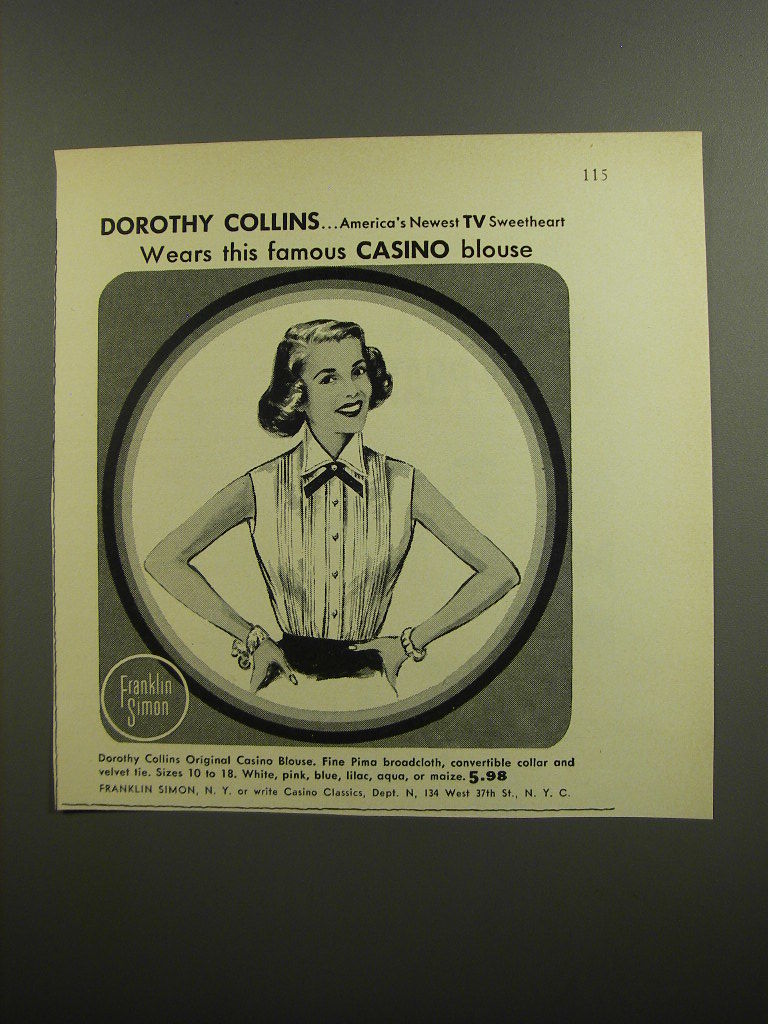 115
DOROTHY COLLINS...America's Newest TV Sweetheart
Wears this famous CASINO blouse
Franklin
Simon
Dorothy Collins Original Casino Blouse. Fine Pima broadcloth, convertible collar and
velvet tie. Sizes 10 to 18. White, pink, blue, lilac, aqua, or maize. 5.98
FRANKLIN SIMON, N. Y. or write Casino Classics, Dept. N, 134 West 37th St., N. Y. C.